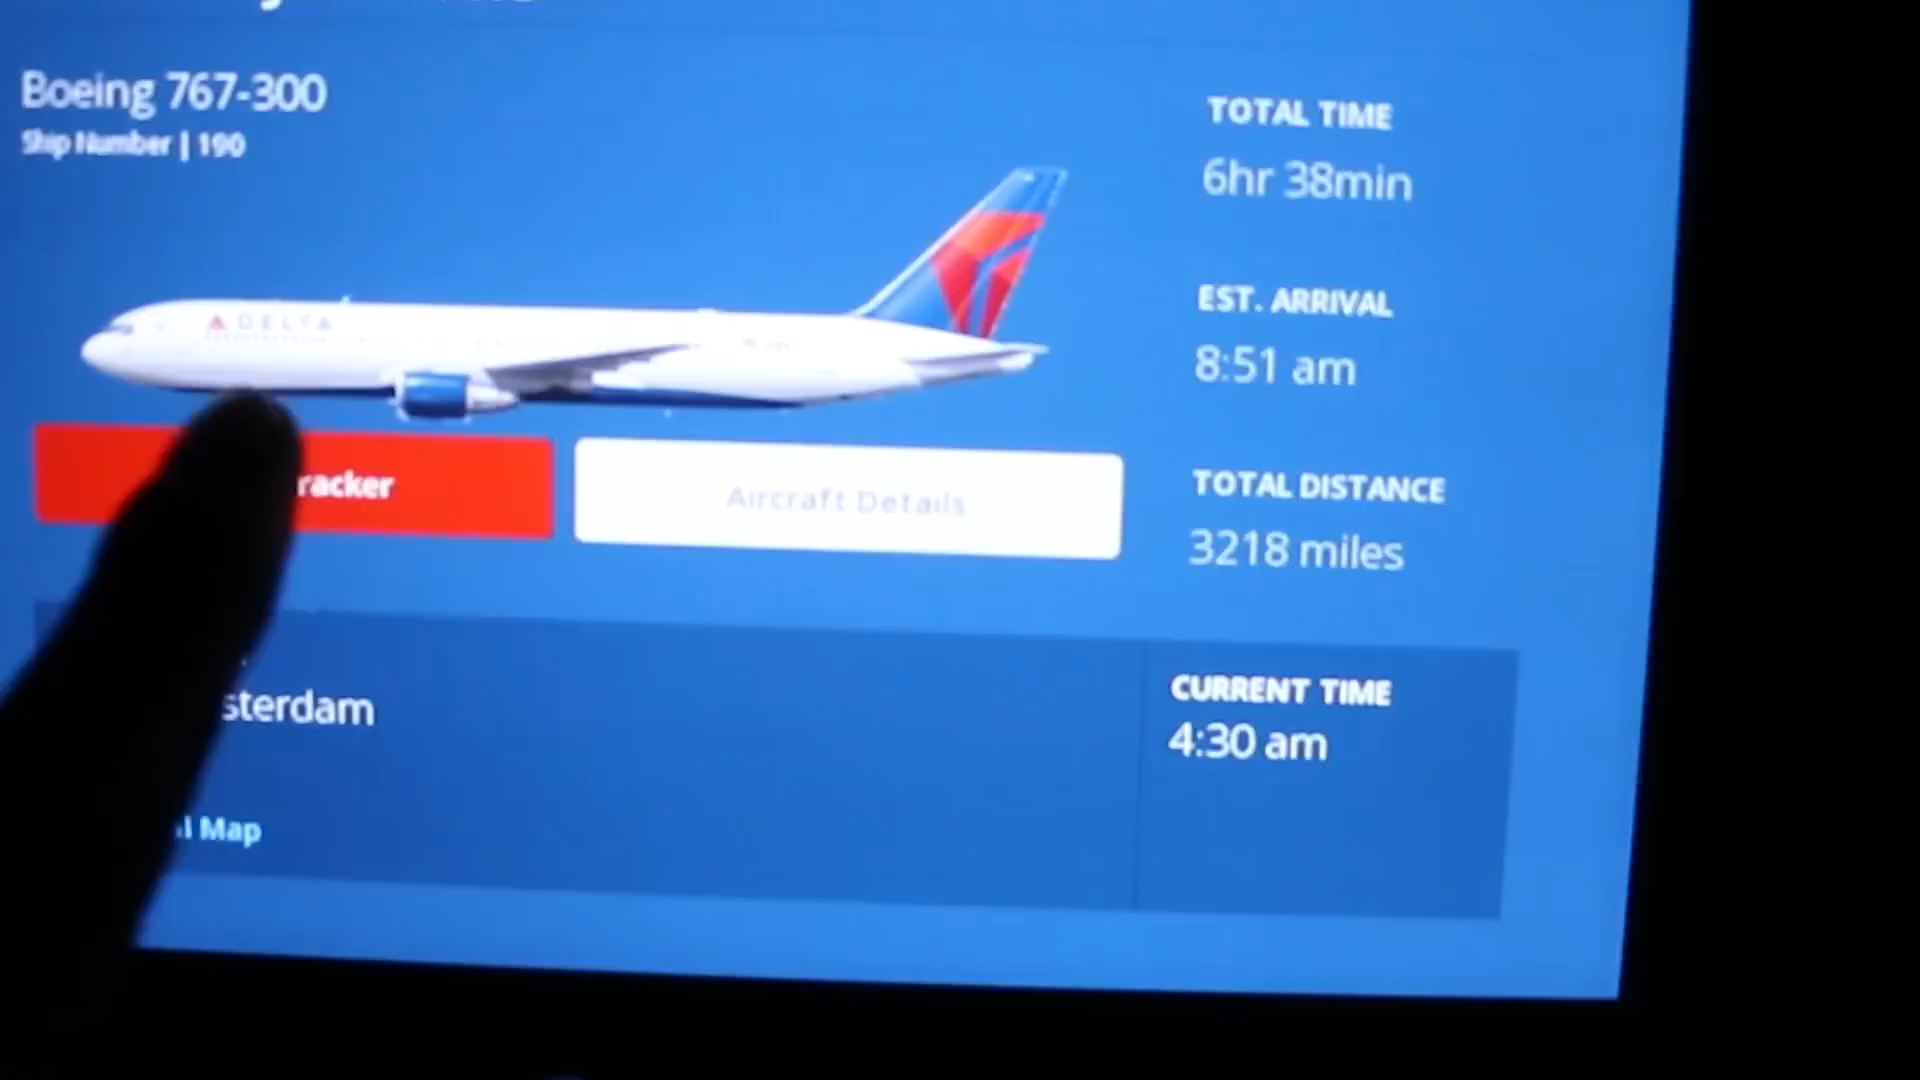 Boeing 767-300
Ship Number | 190
DELTA
racker
Aircraft Details
TOTAL TIME
6hr 38min
EST. ARRIVAL
8:51 am
TOTAL DISTANCE
3218 miles
sterdam
l Map
CURRENT TIME
4:30 am